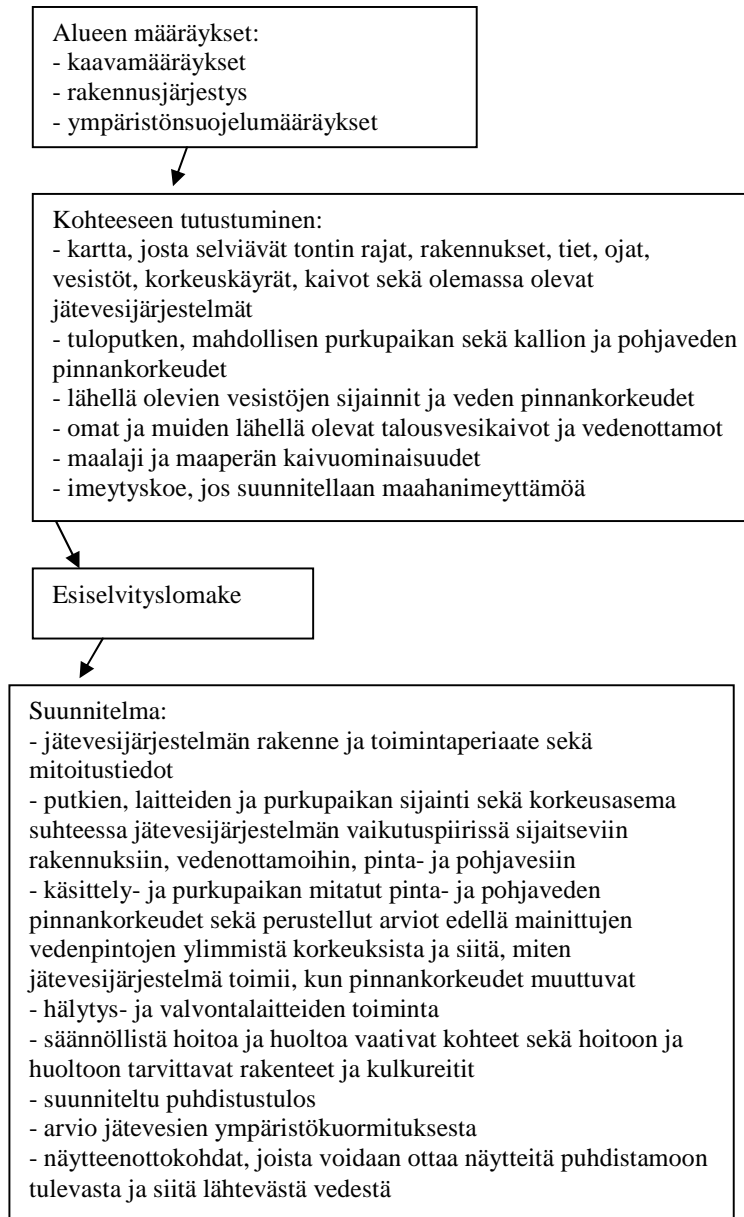 Alueen määräykset:
- kaavamääräykset
- rakennusjärjestys
- ympäristönsuojelumääräykset
Kohteeseen tutustuminen:
- kartta, josta selviävät tontin rajat, rakennukset, tiet, ojat,
vesistöt, korkeuskäyrät, kaivot sekä olemassa olevat
jätevesijärjestelmät
- tuloputken, mahdollisen purkupaikan sekä kallion ja pohjaveden
pinnankorkeudet
- lähellä olevien vesistöjen sijainnit ja veden pinnankorkeudet
- omat ja muiden lähellä olevat talousvesikaivot ja vedenottamot
- maalaji ja maaperän kaivuominaisuudet
- imeytyskoe, jos suunnitellaan maahanimeyttämöä
Esiselvityslomake
Suunnitelma:
- jätevesijärjestelmän rakenne ja toimintaperiaate sekä
mitoitustiedot
- putkien, laitteiden ja purkupaikan sijainti sekä korkeusasema
suhteessa jätevesijärjestelmän vaikutuspiirissä sijaitseviin
rakennuksiin, vedenottamoihin, pinta- ja pohjavesiin
- käsittely- ja purkupaikan mitatut pinta- ja pohjaveden
pinnankorkeudet sekä perustellut arviot edellä mainittujen
vedenpintojen ylimmistä korkeuksista ja siitä, miten
jätevesijärjestelmä toimii, kun pinnankorkeudet muuttuvat
- hälytys- ja valvontalaitteiden toiminta
- säännöllistä hoitoa ja huoltoa vaativat kohteet sekä hoitoon ja
huoltoon tarvittavat rakenteet ja kulkureitit
- suunniteltu puhdistustulos
- arvio jätevesien ympäristökuormituksesta
- näytteenottokohdat, joista voidaan ottaa näytteitä puhdistamoon
tulevasta ja siitä lähtevästä vedestä